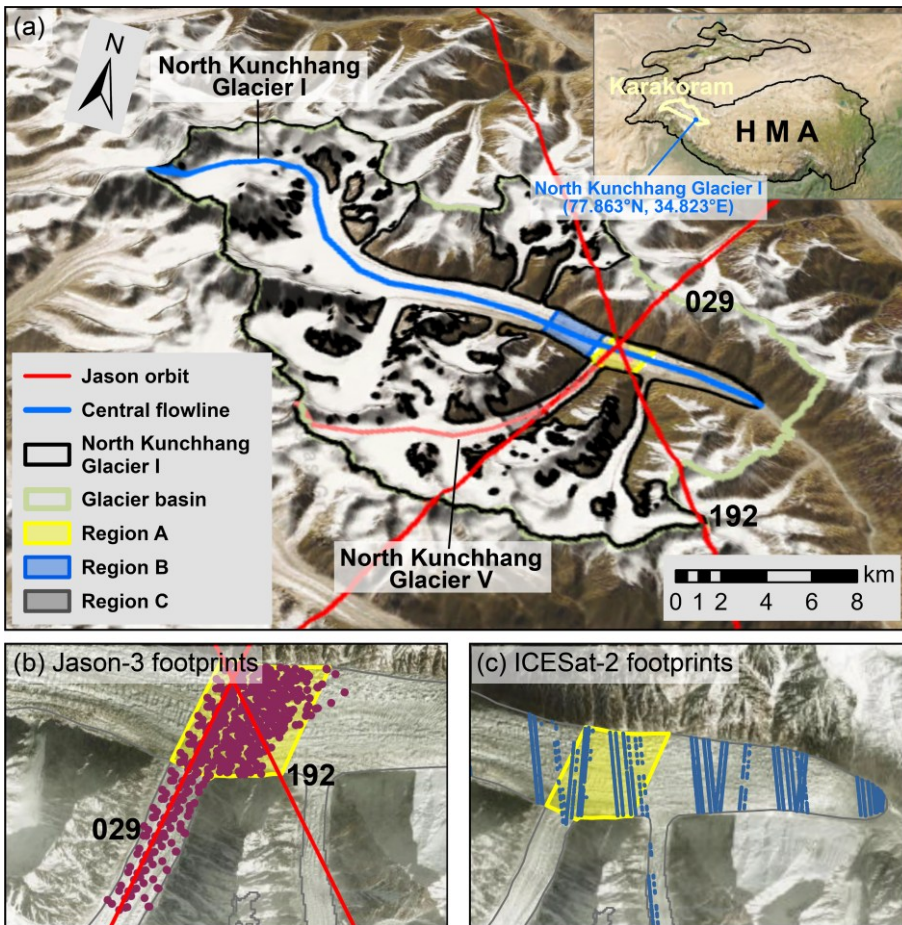 (a)
N
North Kunchhang
Glacier I
Karakoram
H M A
North Kunchhang Glacier I
(77.863°N, 34.823°E)
029
Jason orbit
Central flowline
North Kunchhang
Glacier I
Glacier basin
Region A
Region B
Region C
192
North Kunchhang
Glacier V
km
0 1 2 4 6 8
(b) Jason-3 footprints
192
029
(c) ICESat-2 footprints